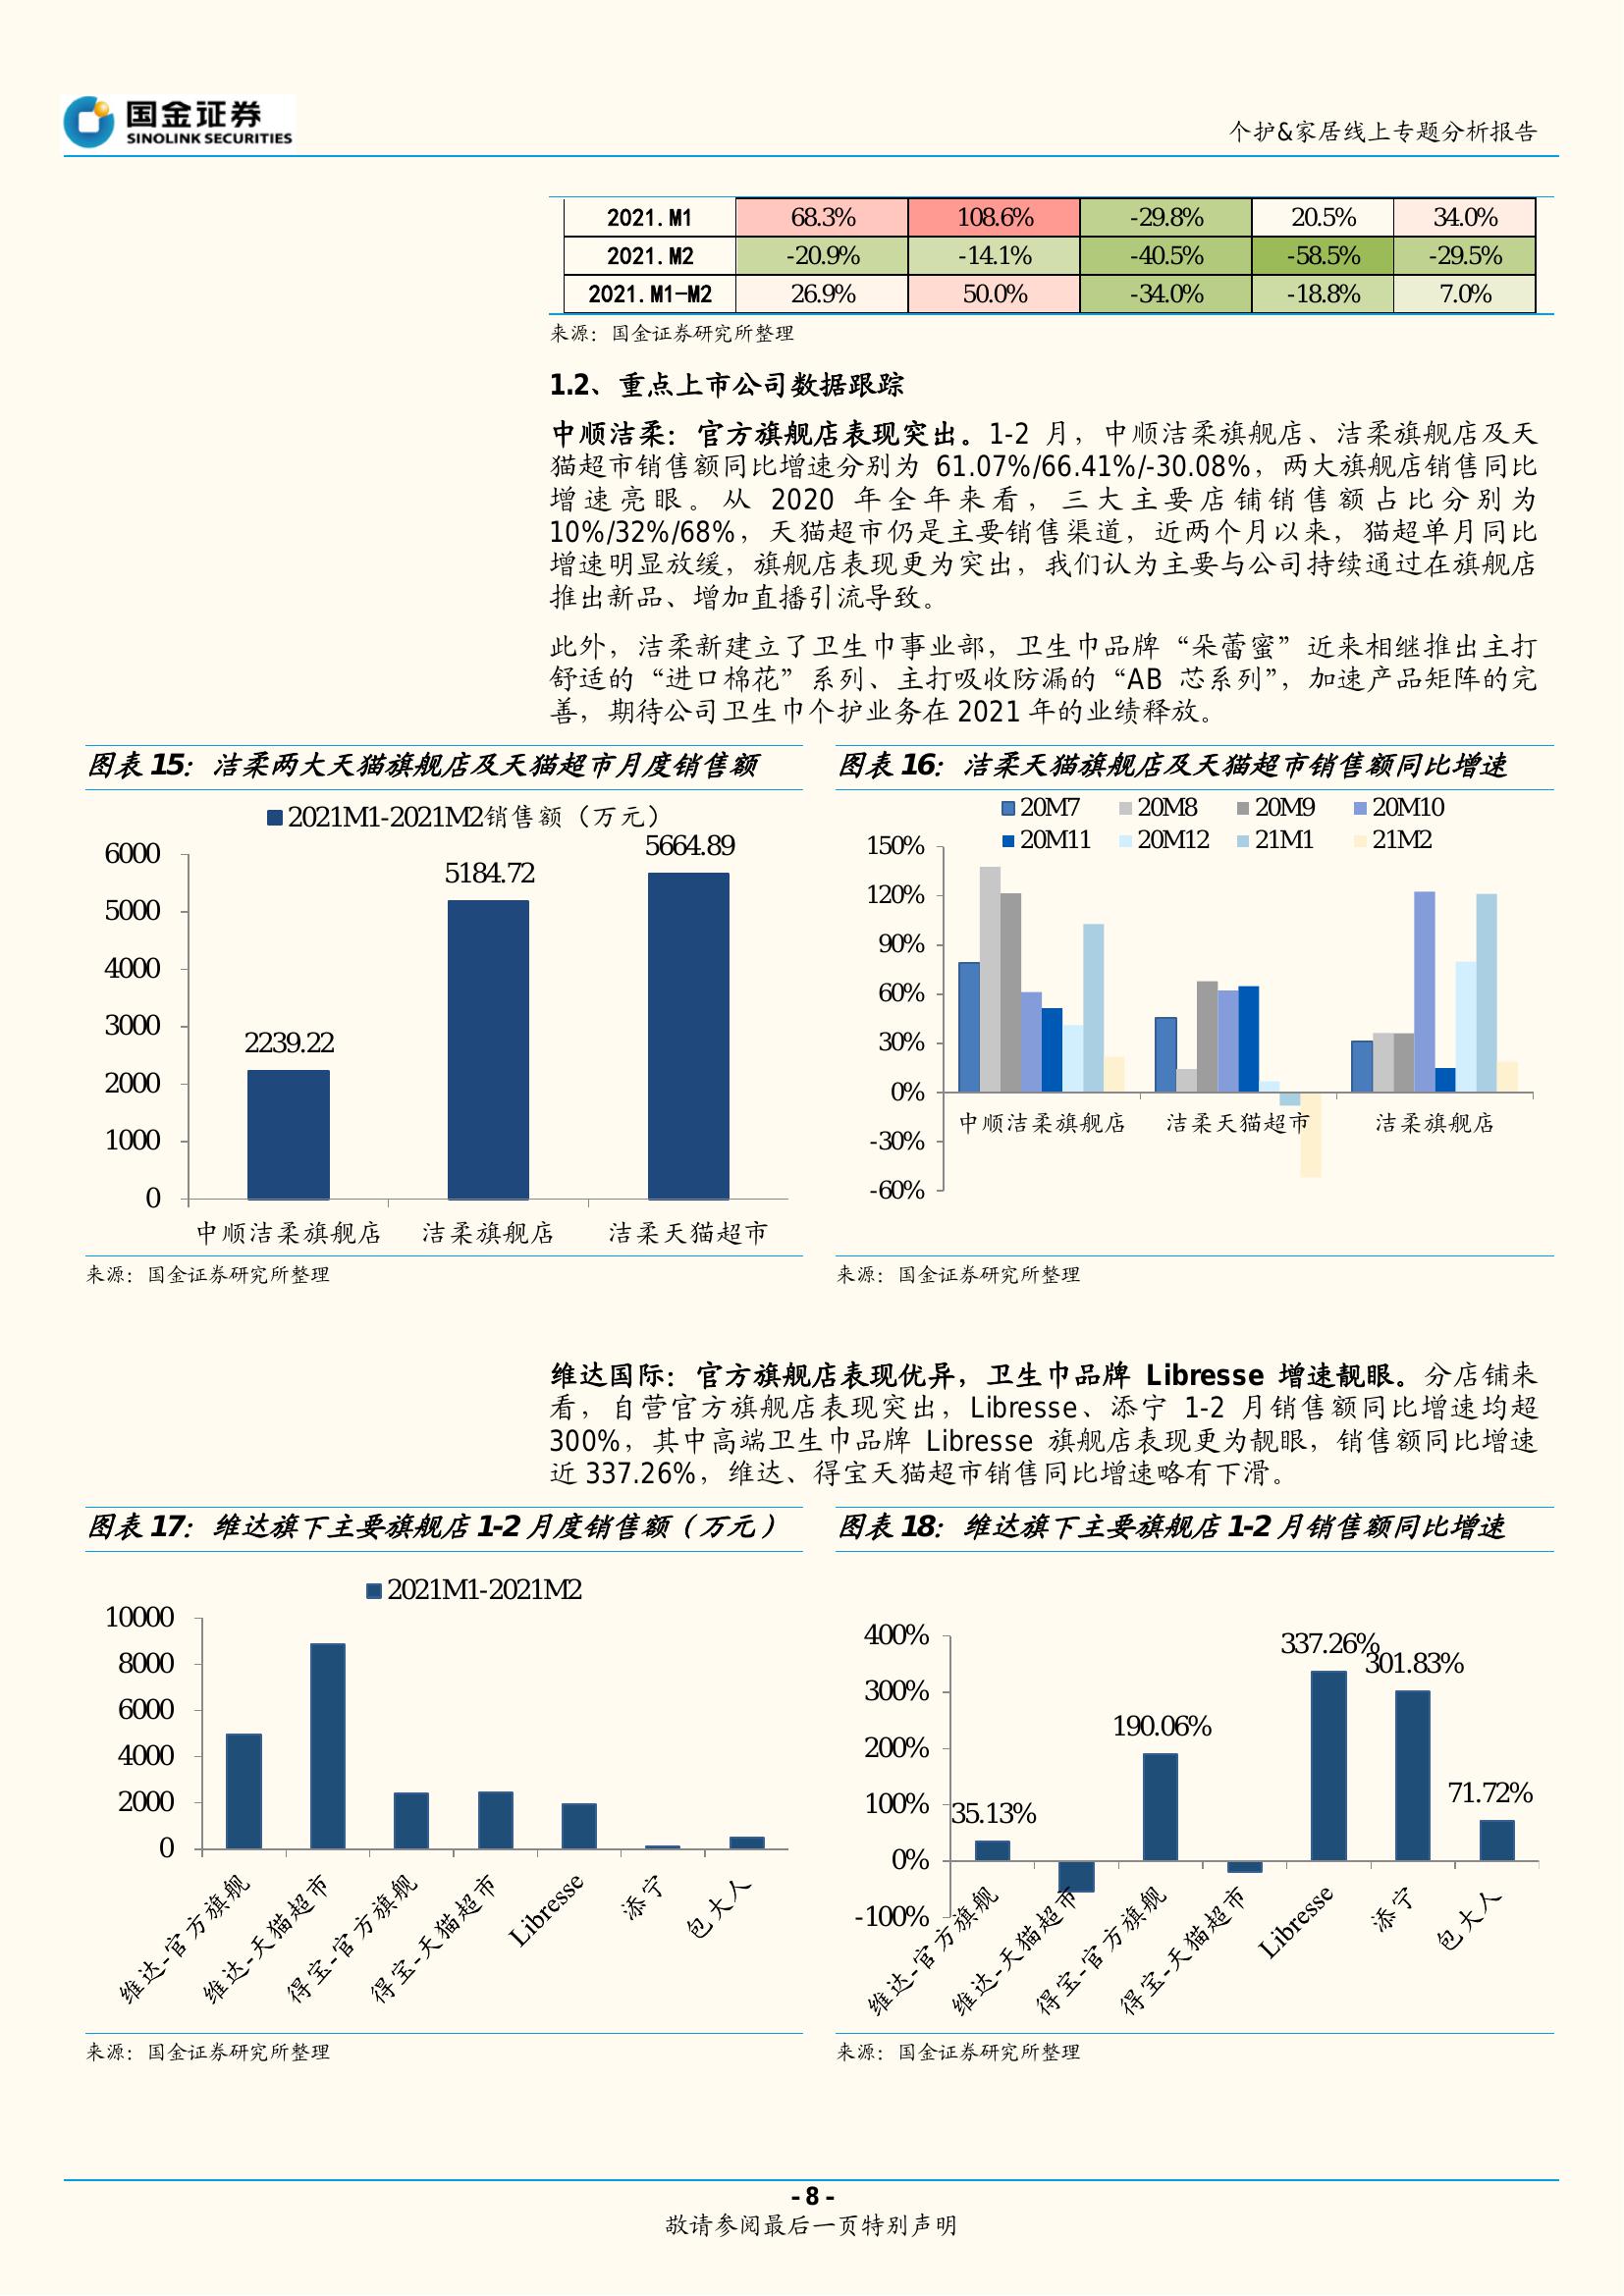 国金证券
SINOLINK SECURITIES
个护&家居线上专题分析报告
2021.M1 68.3% 108.6% -29.8% 20.5% 34.0%
2021.M2 -20.9% -14.1% -40.5% -58.5% -29.5%
2021.M1-M2 26.9% 50.0% -34.0% -18.8% 7.0%
来源：国金证券研究所整理
1.2、重点上市公司数据跟踪
中顺洁柔：官方旗舰店表现突出。1-2 月，中顺洁柔旗舰店、洁柔旗舰店及天
猫超市销售额同比增速分别为 61.07%/66.41%/-30.08%，两大旗舰店销售同比
增速亮眼。从 2020 年全年来看，三大主要店铺销售额占比分别为
10%/32%/68%，天猫超市仍是主要销售渠道，近两个月以来，猫超单月同比
增速明显放缓，旗舰店表现更为突出，我们认为主要与公司持续通过在旗舰店
推出新品、增加直播引流导致。
此外，洁柔新建立了卫生巾事业部，卫生巾品牌“朵蕾蜜”近来相继推出主打
舒适的“进口棉花”系列、主打吸收防漏的“AB 芯系列”，加速产品矩阵的完
善，期待公司卫生巾个护业务在 2021 年的业绩释放。
图表 15：洁柔两大天猫旗舰店及天猫超市月度销售额
2021M1-2021M2销售额（万元）
6000
5000
4000
3000
2000
1000
0
2239.22
5184.72
5664.89
中顺洁柔旗舰店 洁柔旗舰店 洁柔天猫超市
来源：国金证券研究所整理
图表 16：洁柔天猫旗舰店及天猫超市销售额同比增速
20M7 20M8 20M9 20M10
20M11 20M12 21M1 21M2
150%
120%
90%
60%
30%
0%
-30%
-60%
中顺洁柔旗舰店 洁柔天猫超市 洁柔旗舰店
来源：国金证券研究所整理
维达国际：官方旗舰店表现优异，卫生巾品牌 Libresse 增速靓眼。分店铺来
看，自营官方旗舰店表现突出，Libresse、添宁 1-2 月销售额同比增速均超
300%，其中高端卫生巾品牌 Libresse 旗舰店表现更为靓眼，销售额同比增速
近 337.26%，维达、得宝天猫超市销售同比增速略有下滑。
图表 17：维达旗下主要旗舰店 1-2 月度销售额（万元）
2021M1-2021M2
10000
8000
6000
4000
2000
0
维达-官方旗舰
维达-天猫超市
得宝-官方旗舰
得宝-天猫超市
Libresse
添宁
包大人
来源：国金证券研究所整理
图表 18：维达旗下主要旗舰店 1-2 月销售额同比增速
400%
300%
200%
100%
0%
-100%
35.13%
190.06%
337.26%
301.83%
71.72%
维达-官方旗舰
维达-天猫超市
得宝-官方旗舰
得宝-天猫超市
Libresse
添宁
包大人
来源：国金证券研究所整理
- 8 -
敬请参阅最后一页特别声明